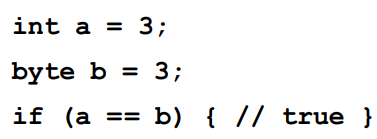 int a = 3;
byte b = 3;
if (a == b) { // true }